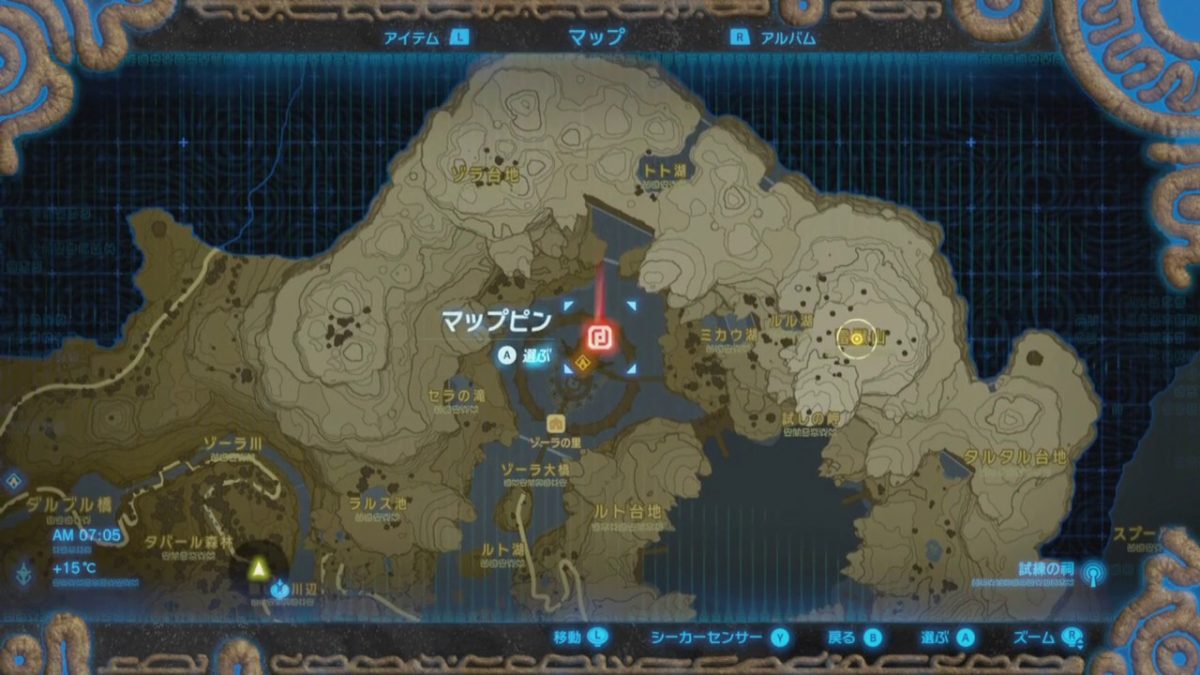 アイテム L
マップ
R アルバム
ゾラ台地
トト湖
マップピン
A 選ぶ
ミカウ湖
ルル湖
セラの滝
試しの岬
ゾーラの里
ゾーラ川
ゾーラ大橋
タルタル台地
ラルス池
ルト台地
ダルブル橋
AM 07:05
タバール森林
ルト湖
スプー
+15℃
川辺
試練の祠
移動 L
シーカーセンサー Y
戻る B
選ぶ A
ズーム R